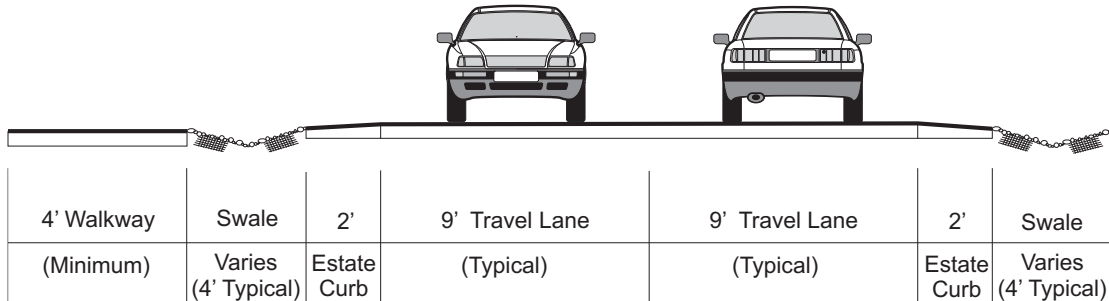 4' Walkway
Swale
2'
9' Travel Lane
9' Travel Lane
2'
Swale
(Minimum)
Varies
(4' Typical)
Estate
Curb
(Typical)
(Typical)
Estate
Curb
Varies
(4' Typical)